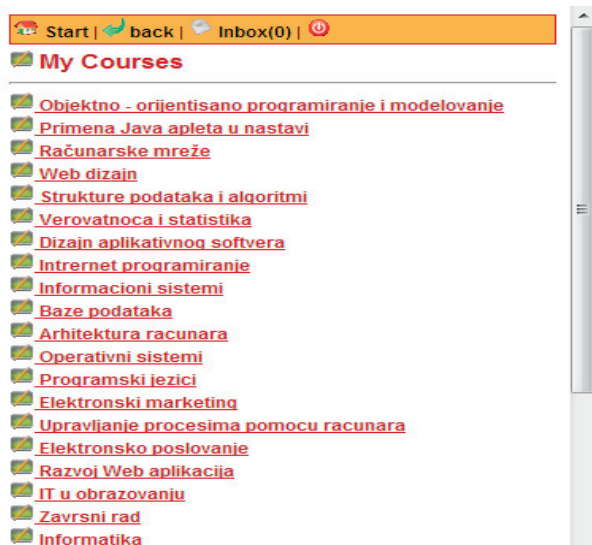 Start | back | Inbox(0) |
My Courses
Objektno - orijentisano programiranje i modelovanje
Primena Java apleta u nastavi
Računarske mreže
Web dizajn
Strukture podataka i algoritmi
Verovatnoca i statistika
Dizajn aplikativnog softvera
Intrernet programiranje
Informacioni sistemi
Baze podataka
Arhitektura racunara
Operativni sistemi
Programski jezici
Elektronski marketing
Upravljanje procesima pomocu racunara
Elektronsko poslovanje
Razvoj Web aplikacija
IT u obrazovanju
Zavrsni rad
Informatika